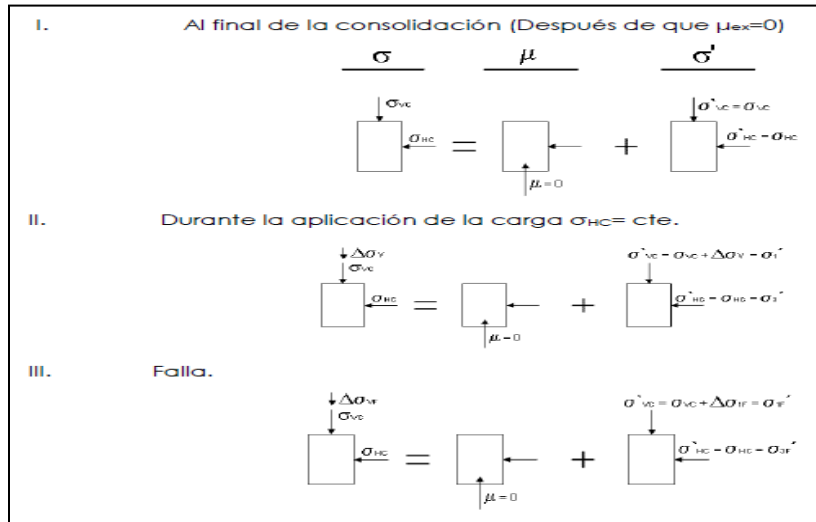 I. Al final de la consolidación (Después de que μex=0)
σ μ σ'
σvc σ`vc = σvc
σHC = + σ`HC = σHC
μ = 0
II. Durante la aplicación de la carga σHC= cte.
Δσv σ`vc = σvc + Δσv = σ1´
σvc
σHC = + σ`HC = σHC = σ3´
μ = 0
III. Falla.
ΔσVF σ`vc = σvc + Δσ1F = σ1F´
σvc
σHC = + σ`HC = σHC = σ3F´
μ = 0